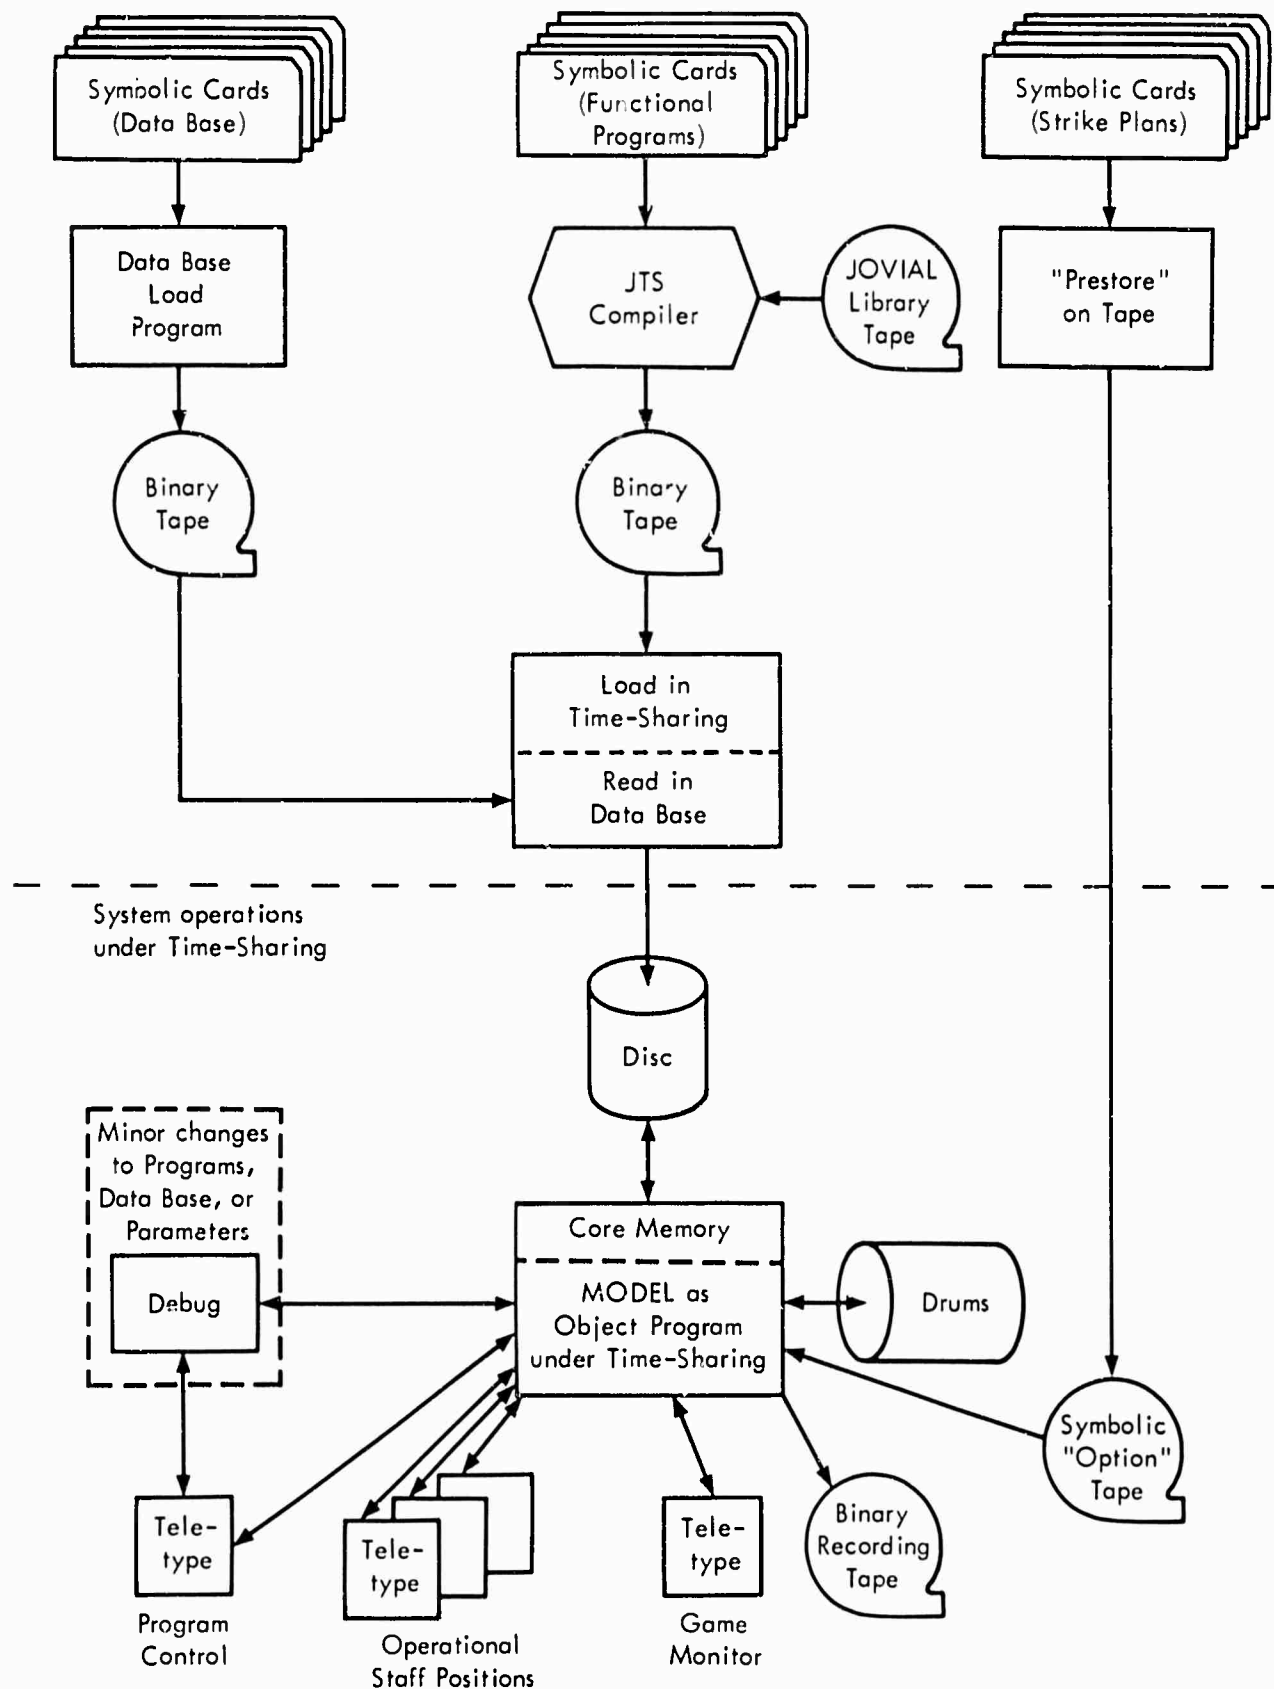 Symbolic Cards
(Data Base)
Symbolic Cards
(Functional
Programs)
Symbolic Cards
(Strike Plans)
Data Base
Load
Program
JTS
Compiler
JOVIAL
Library
Tape
"Prestore"
on Tape
Binary
Tape
Binary
Tape
Load in
Time-Sharing
Read in
Data Base
System operations
under Time-Sharing
Disc
Minor changes
to Programs,
Data Base, or
Parameters
Debug
Core Memory
MODEL as
Object Program
under Time-Sharing
Drums
Symbolic
"Option"
Tape
Tele-
type
Program
Control
Tele-
type
Operational
Staff Positions
Tele-
type
Game
Monitor
Binary
Recording
Tape